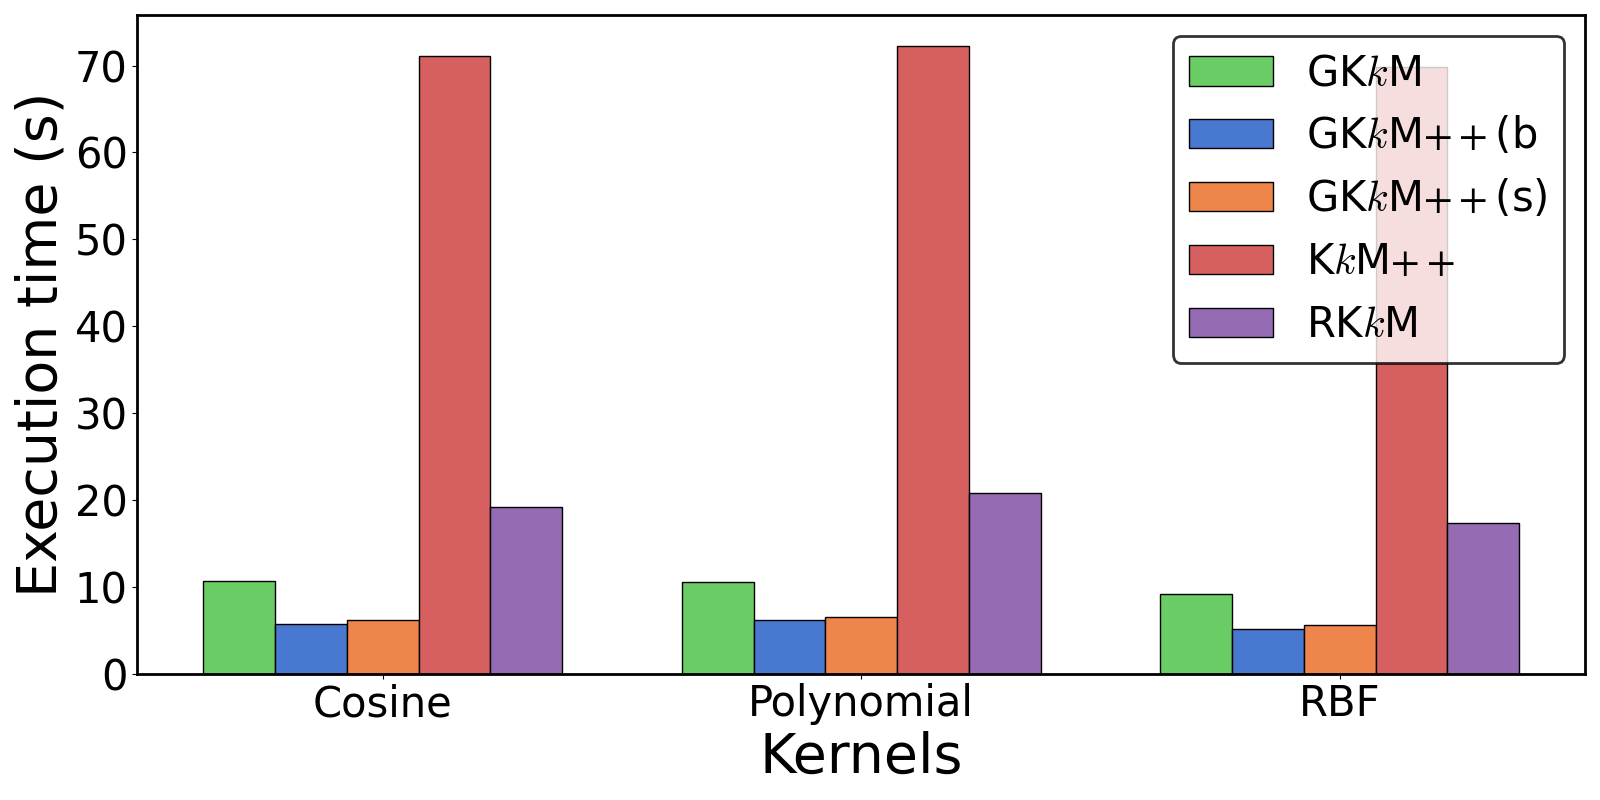 Execution time (s)
70
60
50
40
30
20
10
0
GKkM
GKkM++(b
GKkM++(s)
KkM++
RKkM
Cosine
Polynomial
RBF
Kernels